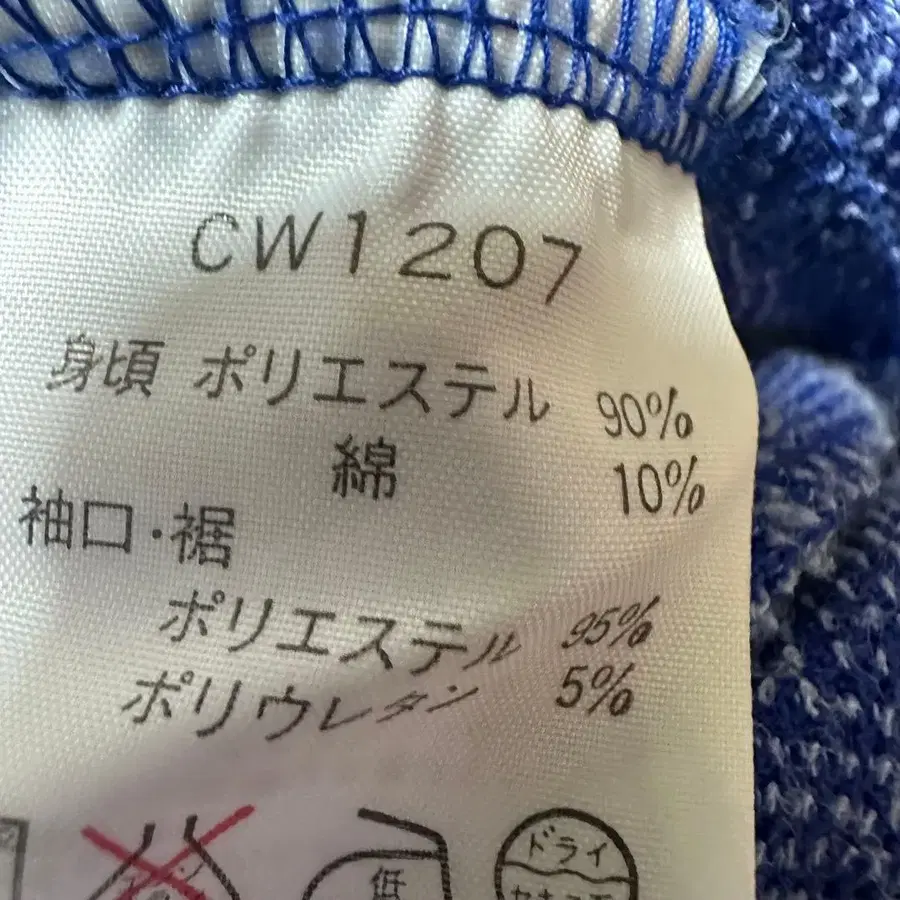 CW1207
身頃 ポリエステル 90%
綿 10%
袖口・裾
ポリエステル 95%
ポリウレタン 5%
低
ドライ